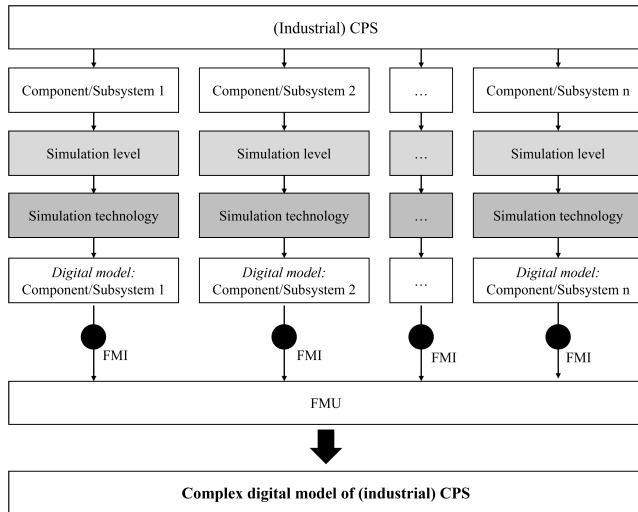 (Industrial) CPS
Component/Subsystem 1
Component/Subsystem 2
…
Component/Subsystem n
Simulation level
Simulation level
…
Simulation level
Simulation technology
Simulation technology
…
Simulation technology
Digital model:
Component/Subsystem 1
Digital model:
Component/Subsystem 2
…
Digital model:
Component/Subsystem n
FMI
FMI
FMI
FMI
FMU
Complex digital model of (industrial) CPS